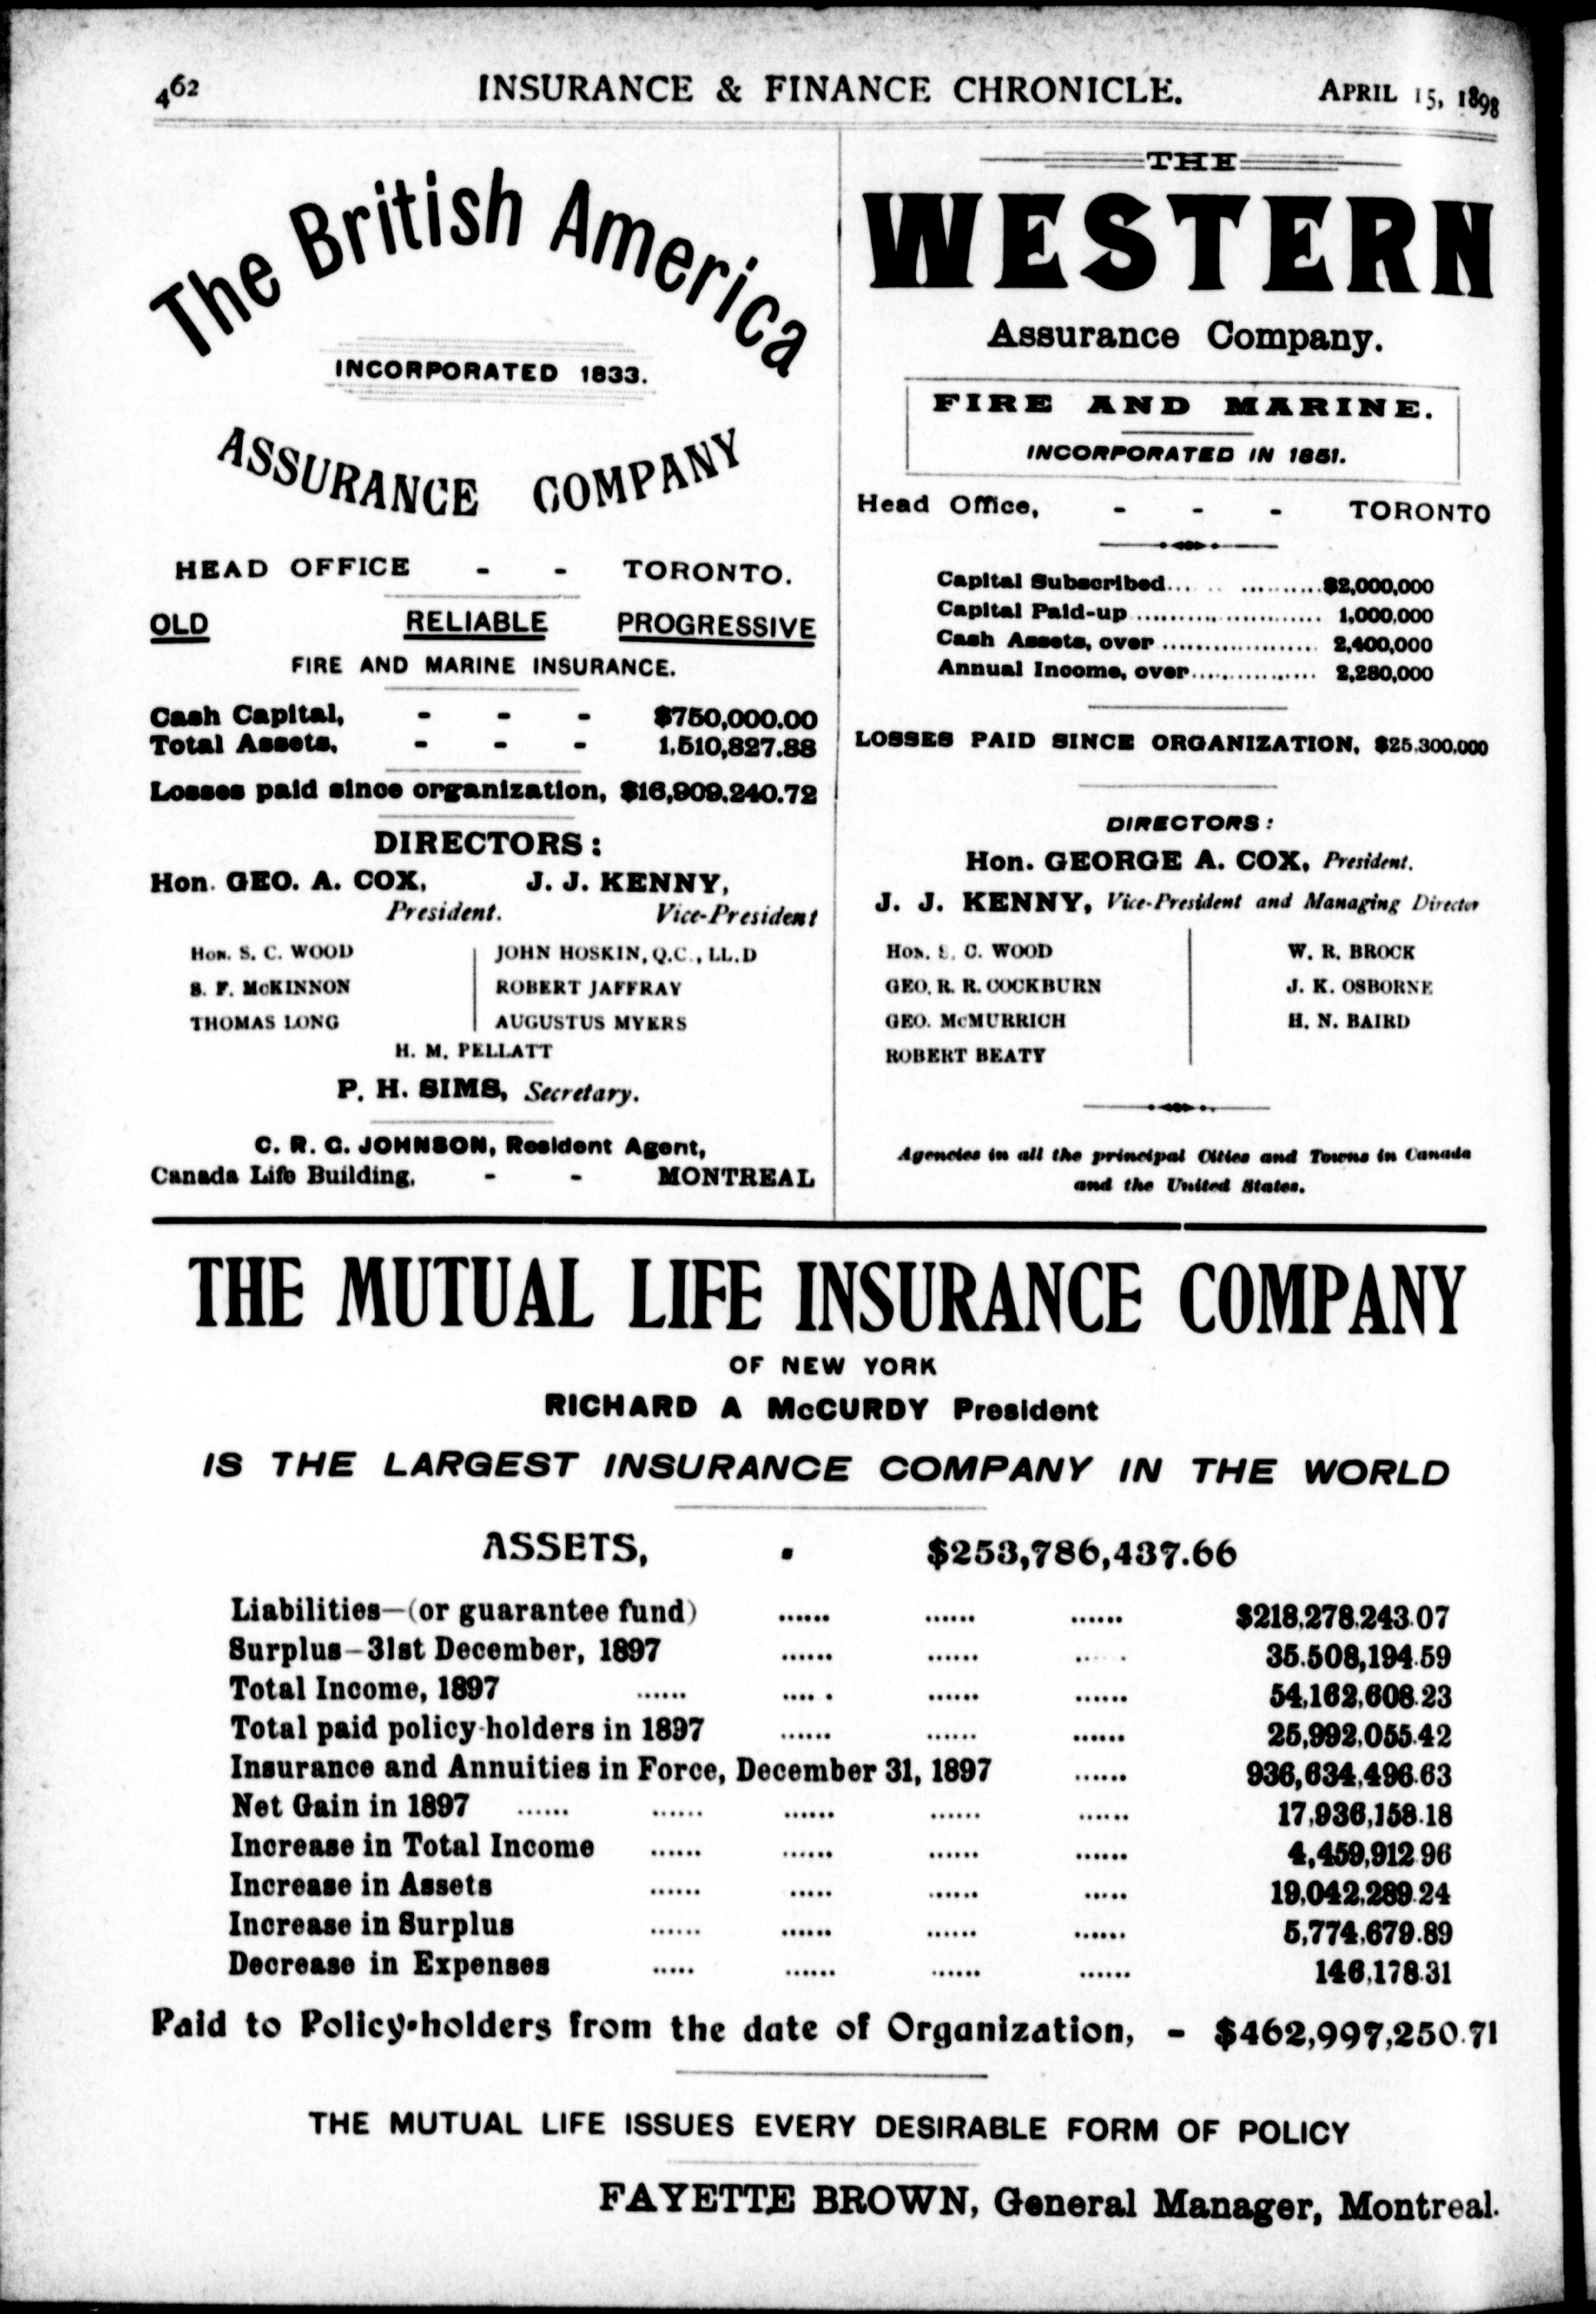 462 INSURANCE & FINANCE CHRONICLE. APRIL 15, 1898
The British America
INCORPORATED 1833.
ASSURANCE COMPANY
HEAD OFFICE - - TORONTO.
OLD RELIABLE PROGRESSIVE
FIRE AND MARINE INSURANCE.
Cash Capital, - - - $750,000.00
Total Assets, - - - 1,510,827.88
Losses paid since organization, $16,909.240.72
DIRECTORS:
Hon. GEO. A. COX, J. J. KENNY,
President. Vice-President
Hon. S. C. WOOD JOHN HOSKIN, Q.C., LL.D
S. F. McKINNON ROBERT JAFFRAY
THOMAS LONG AUGUSTUS MYERS
H. M. PELLATT
P. H. SIMS, Secretary.
C. R. G. JOHNSON, Resident Agent,
Canada Life Building, - - MONTREAL
THE
WESTERN
Assurance Company.
FIRE AND MARINE.
INCORPORATED IN 1851.
Head Office, - - - TORONTO
Capital Subscribed..................$2,000,000
Capital Paid-up ........................ 1,000,000
Cash Assets, over ................... 2,400,000
Annual Income, over............... 2,280,000
LOSSES PAID SINCE ORGANIZATION, $25,300,000
DIRECTORS:
Hon. GEORGE A. COX, President.
J. J. KENNY, Vice-President and Managing Director
Hon. S. C. WOOD W. R. BROCK
GEO. R. R. COCKBURN J. K. OSBORNE
GEO. McMURRICH H. N. BAIRD
ROBERT BEATY
Agencies in all the principal Cities and Towns in Canada
and the United States.
THE MUTUAL LIFE INSURANCE COMPANY
OF NEW YORK
RICHARD A McCURDY President
IS THE LARGEST INSURANCE COMPANY IN THE WORLD
ASSETS, - $253,786,437.66
Liabilities—(or guarantee fund) ...... ...... ...... $218,278,243.07
Surplus—31st December, 1897 ...... ...... ...... 35.508,194.59
Total Income, 1897 ...... ...... ...... ...... 54,162,608.23
Total paid policy-holders in 1897 ...... ...... ...... 25,992,055.42
Insurance and Annuities in Force, December 31, 1897 ...... 936,634,496.63
Net Gain in 1897 ...... ...... ...... ...... ...... 17,936,158.18
Increase in Total Income ...... ...... ...... ...... 4,459,912.96
Increase in Assets ...... ..... ...... ..... 19,042,289.24
Increase in Surplus ...... ...... ...... ...... 5,774,679.89
Decrease in Expenses ..... ...... ...... ...... 146,178.31
Paid to Policy-holders from the date of Organization, - $462,997,250.71
THE MUTUAL LIFE ISSUES EVERY DESIRABLE FORM OF POLICY
FAYETTE BROWN, General Manager, Montreal.